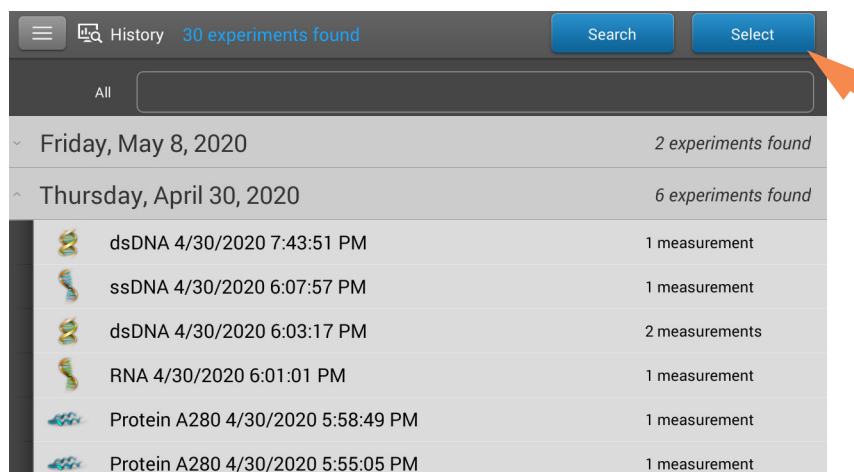 History 30 experiments found Search Select
All
Friday, May 8, 2020 2 experiments found
Thursday, April 30, 2020 6 experiments found
dsDNA 4/30/2020 7:43:51 PM 1 measurement
ssDNA 4/30/2020 6:07:57 PM 1 measurement
dsDNA 4/30/2020 6:03:17 PM 2 measurements
RNA 4/30/2020 6:01:01 PM 1 measurement
Protein A280 4/30/2020 5:58:49 PM 1 measurement
Protein A280 4/30/2020 5:55:05 PM 1 measurement